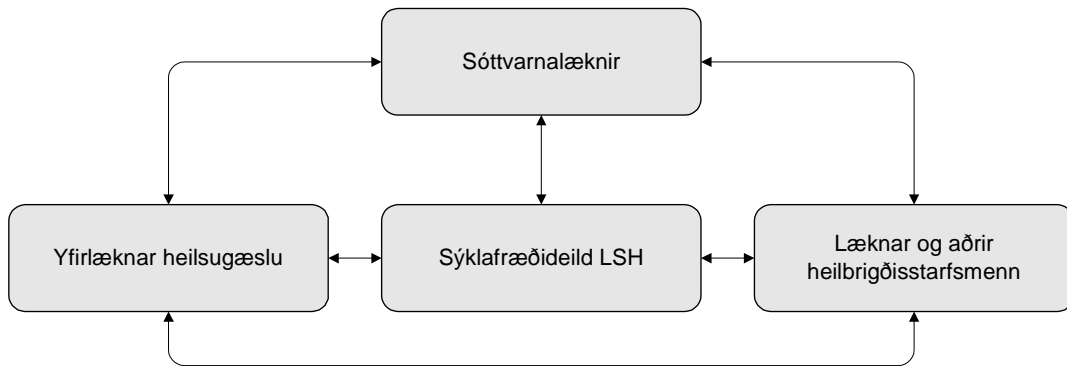 Sóttvarnalæknir
Yfirlæknar heilsugæslu
Sýklafræðideild LSH
Læknar og aðrir
heilbrigðisstarfsmenn